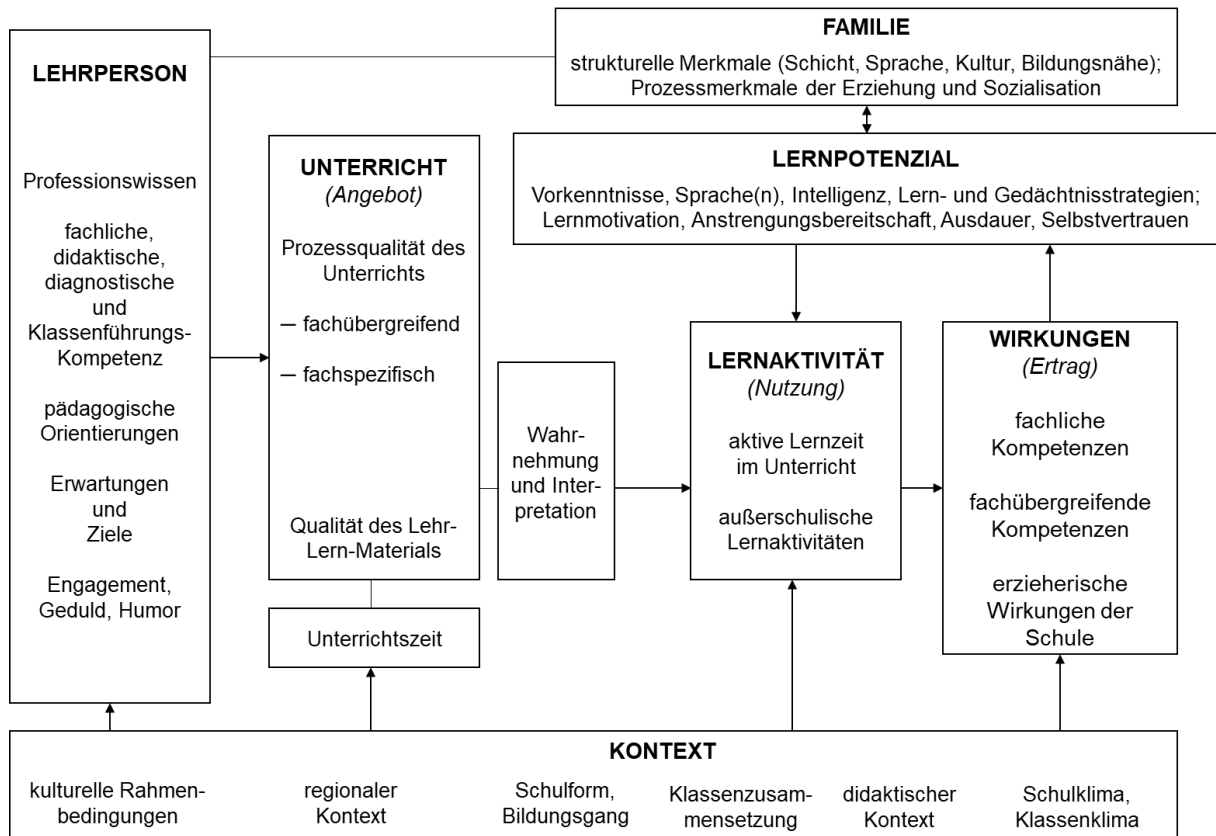 LEHRPERSON
Professionswissen
fachliche,
didaktische,
diagnostische
und
Klassenführungs-
Kompetenz
pädagogische
Orientierungen
Erwartungen
und
Ziele
Engagement,
Geduld, Humor
FAMILIE
strukturelle Merkmale (Schicht, Sprache, Kultur, Bildungsnähe);
Prozessmerkmale der Erziehung und Sozialisation
LERNPOTENZIAL
Vorkenntnisse, Sprache(n), Intelligenz, Lern- und Gedächtnisstrategien;
Lernmotivation, Anstrengungsbereitschaft, Ausdauer, Selbstvertrauen
UNTERRICHT
(Angebot)
Prozessqualität des
Unterrichts
– fachübergreifend
– fachspezifisch
Qualität des Lehr-
Lern-Materials
Unterrichtszeit
Wahr-
nehmung
und Inter-
pretation
LERNAKTIVITÄT
(Nutzung)
aktive Lernzeit
im Unterricht
außerschulische
Lernaktivitäten
WIRKUNGEN
(Ertrag)
fachliche
Kompetenzen
fachübergreifende
Kompetenzen
erzieherische
Wirkungen der
Schule
KONTEXT
kulturelle Rahmen-
bedingungen
regionaler
Kontext
Schulform,
Bildungsgang
Klassenzusam-
mensetzung
didaktischer
Kontext
Schulklima,
Klassenklima